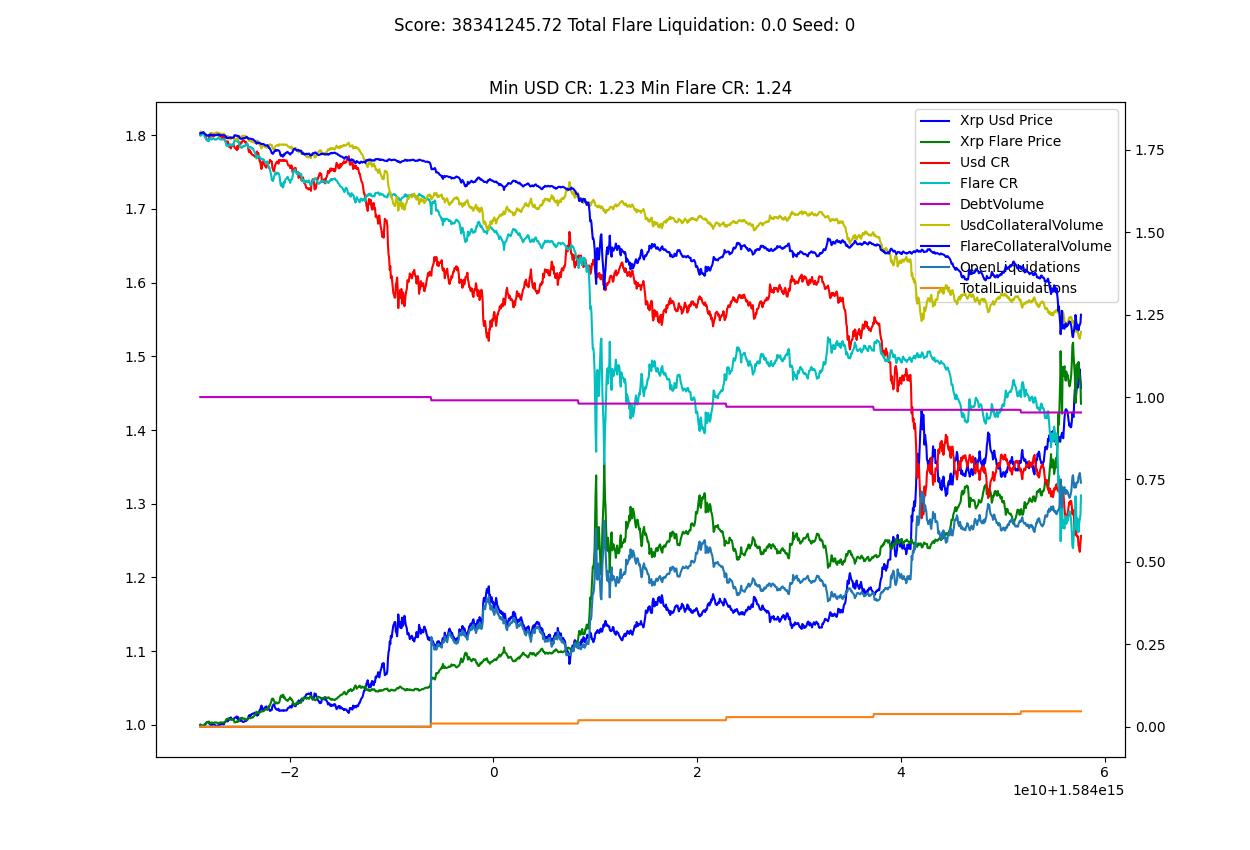 Score: 38341245.72 Total Flare Liquidation: 0.0 Seed: 0
Min USD CR: 1.23 Min Flare CR: 1.24
Xrp Usd Price
Xrp Flare Price
Usd CR
Flare CR
DebtVolume
UsdCollateralVolume
FlareCollateralVolume
OpenLiquidations
TotalLiquidations
1.8
1.7
1.6
1.5
1.4
1.3
1.2
1.1
1.0
1.75
1.50
1.25
1.00
0.75
0.50
0.25
0.00
−2
0
2
4
6
1e10+1.584e15